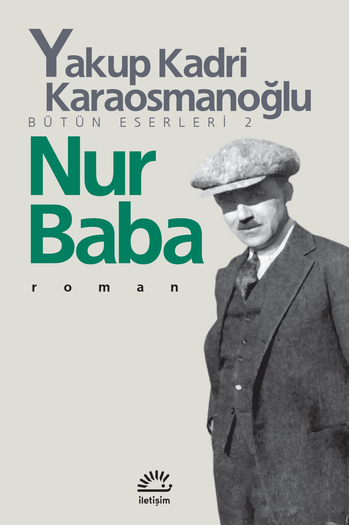 Yakup Kadri
Karaosmanoğlu
BÜTÜN ESERLERİ 2
Nur
Baba
roman
iletişim